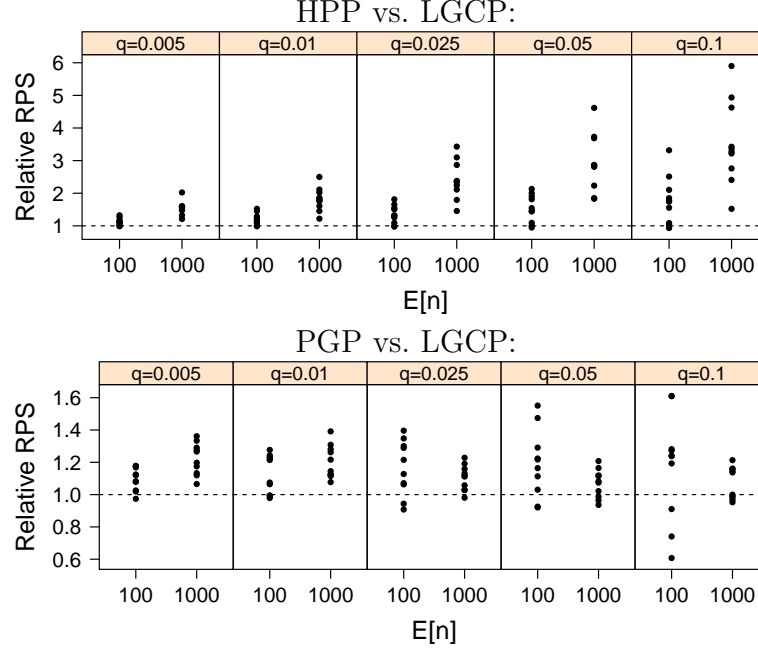 HPP vs. LGCP:
q=0.005 q=0.01 q=0.025 q=0.05 q=0.1
Relative RPS
6
5
4
3
2
1
100 1000 100 1000 100 1000 100 1000 100 1000
E[n]
PGP vs. LGCP:
q=0.005 q=0.01 q=0.025 q=0.05 q=0.1
Relative RPS
1.6
1.4
1.2
1.0
0.8
0.6
100 1000 100 1000 100 1000 100 1000 100 1000
E[n]